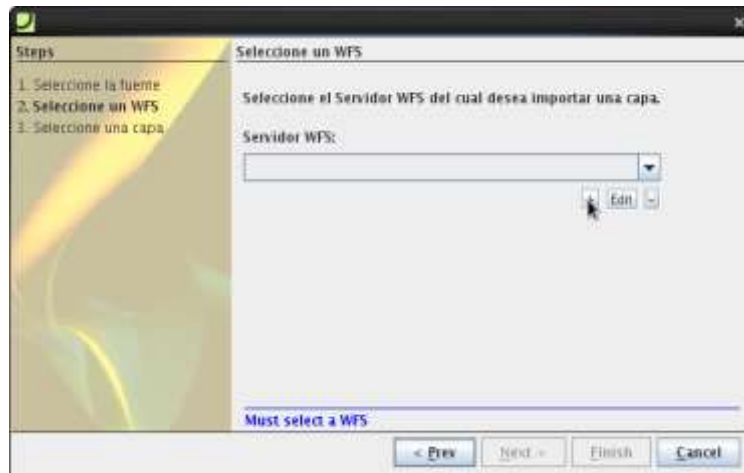 Steps
1. Seleccione la fuente
2. Seleccione un WFS
3. Seleccione una capa
Seleccione un WFS
Seleccione el Servidor WFS del cual desea importar una capa.
Servidor WFS:
+ Edit -
Must select a WFS
< Prev Next > Finish Cancel